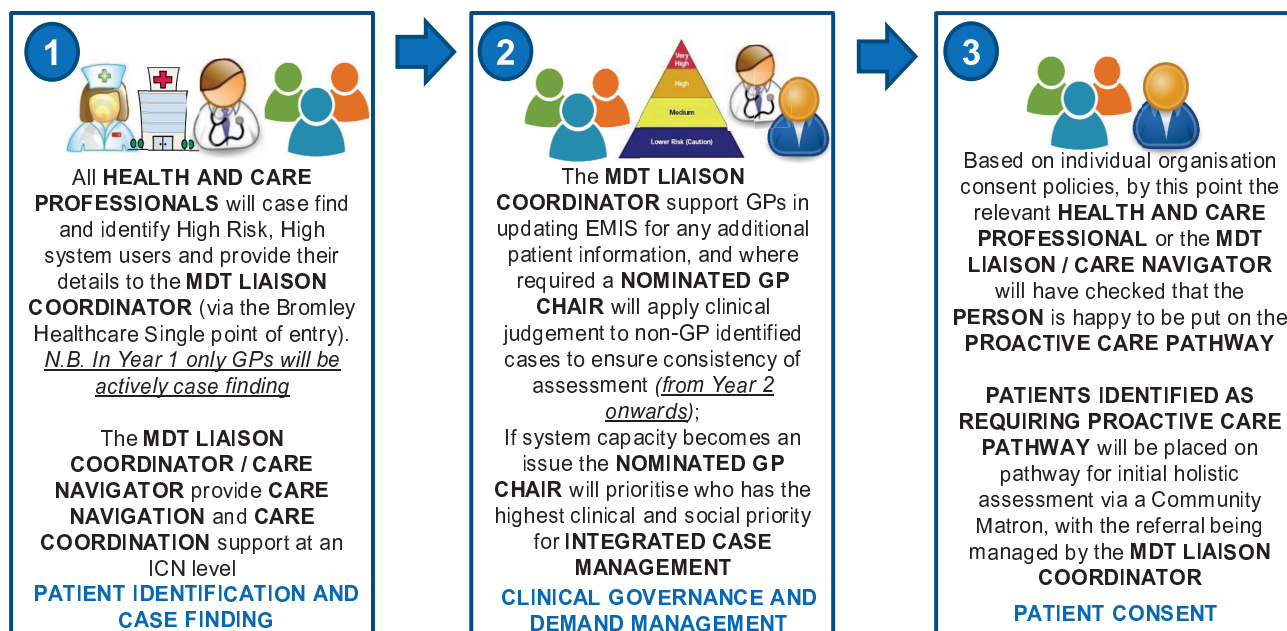 1
All HEALTH AND CARE
PROFESSIONALS will case find
and identify High Risk, High
system users and provide their
details to the MDT LIAISON
COORDINATOR (via the Bromley
Healthcare Single point of entry).
N.B. In Year 1 only GPs will be
actively case finding
The MDT LIAISON
COORDINATOR / CARE
NAVIGATOR provide CARE
NAVIGATION and CARE
COORDINATION support at an
ICN level
PATIENT IDENTIFICATION AND
CASE FINDING
2
Very
High
High
Medium
Lower Risk (Caution)
The MDT LIAISON
COORDINATOR support GPs in
updating EMIS for any additional
patient information, and where
required a NOMINATED GP
CHAIR will apply clinical
judgement to non-GP identified
cases to ensure consistency of
assessment (from Year 2
onwards);
If system capacity becomes an
issue the NOMINATED GP
CHAIR will prioritise who has the
highest clinical and social priority
for INTEGRATED CASE
MANAGEMENT
CLINICAL GOVERNANCE AND
DEMAND MANAGEMENT
3
Based on individual organisation
consent policies, by this point the
relevant HEALTH AND CARE
PROFESSIONAL or the MDT
LIAISON / CARE NAVIGATOR
will have checked that the
PERSON is happy to be put on the
PROACTIVE CARE PATHWAY
PATIENTS IDENTIFIED AS
REQUIRING PROACTIVE CARE
PATHWAY will be placed on
pathway for initial holistic
assessment via a Community
Matron, with the referral being
managed by the MDT LIAISON
COORDINATOR
PATIENT CONSENT